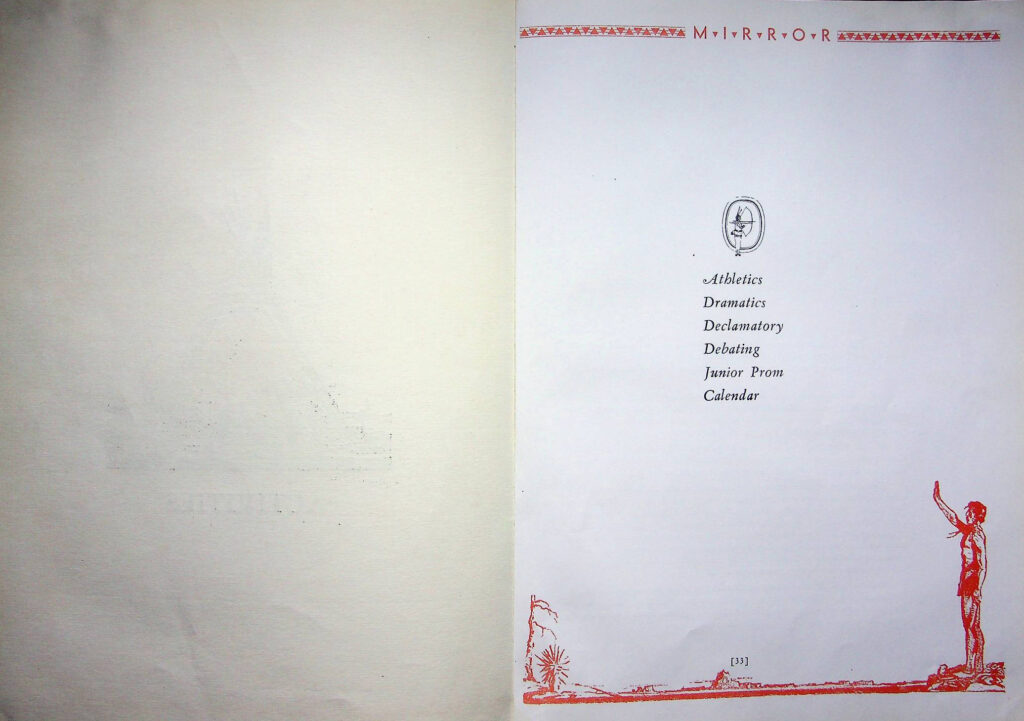 M·I·R·R·O·R
Athletics
Dramatics
Declamatory
Debating
Junior Prom
Calendar
[33]